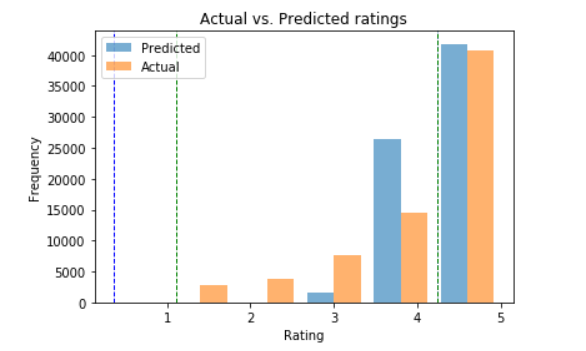 Actual vs. Predicted ratings
Predicted
Actual
40000
35000
30000
25000
20000
15000
10000
5000
0
Frequency
1 2 3 4 5
Rating